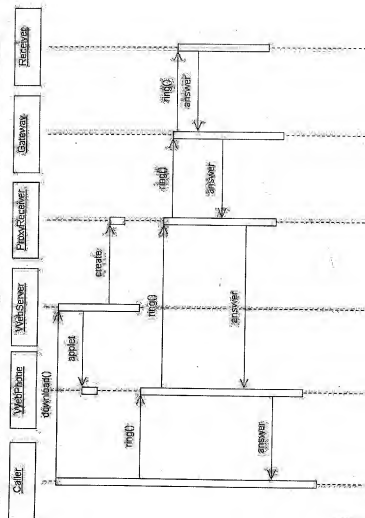 Caller
WebPhone
WebServer
ProxyReceiver
Gateway
Receiver
download()
applet
create
ring()
ring()
ring()
ring()
answer
answer
answer
answer